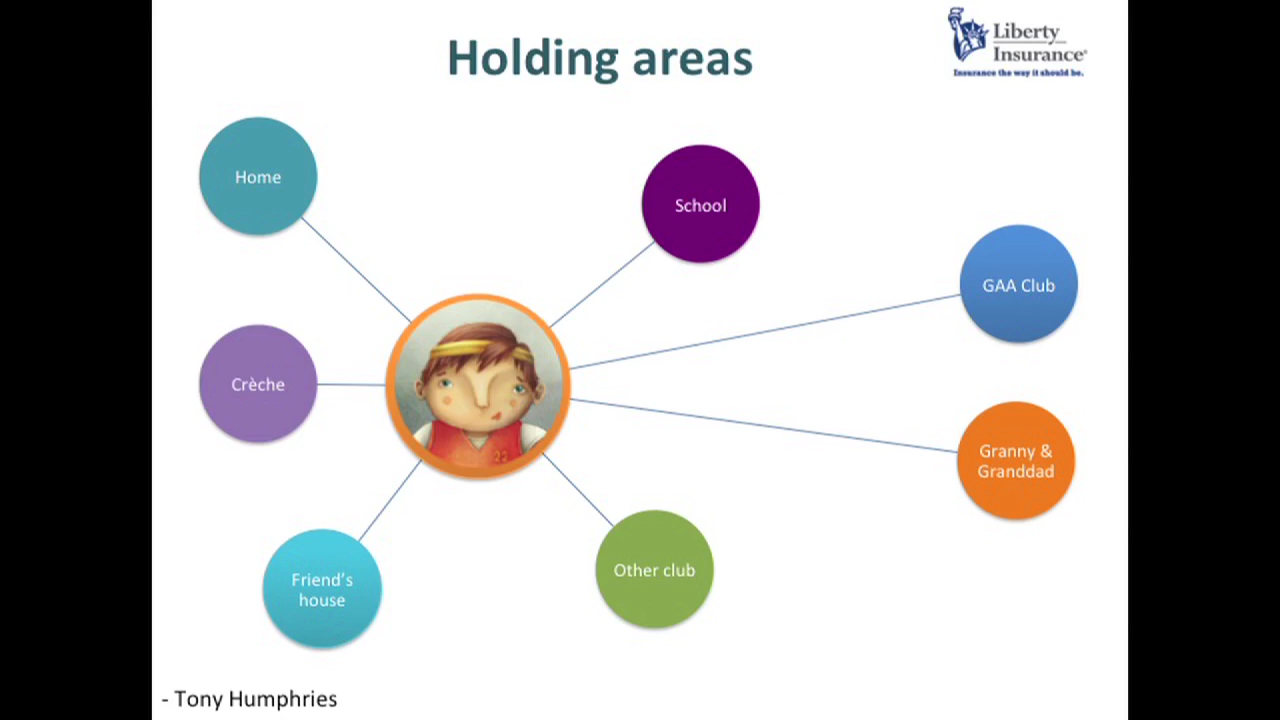 Holding areas
Liberty
Insurance®
Insurance the way it should be.
Home
School
GAA Club
Crèche
Granny &
Granddad
Other club
Friend's
house
22
- Tony Humphries